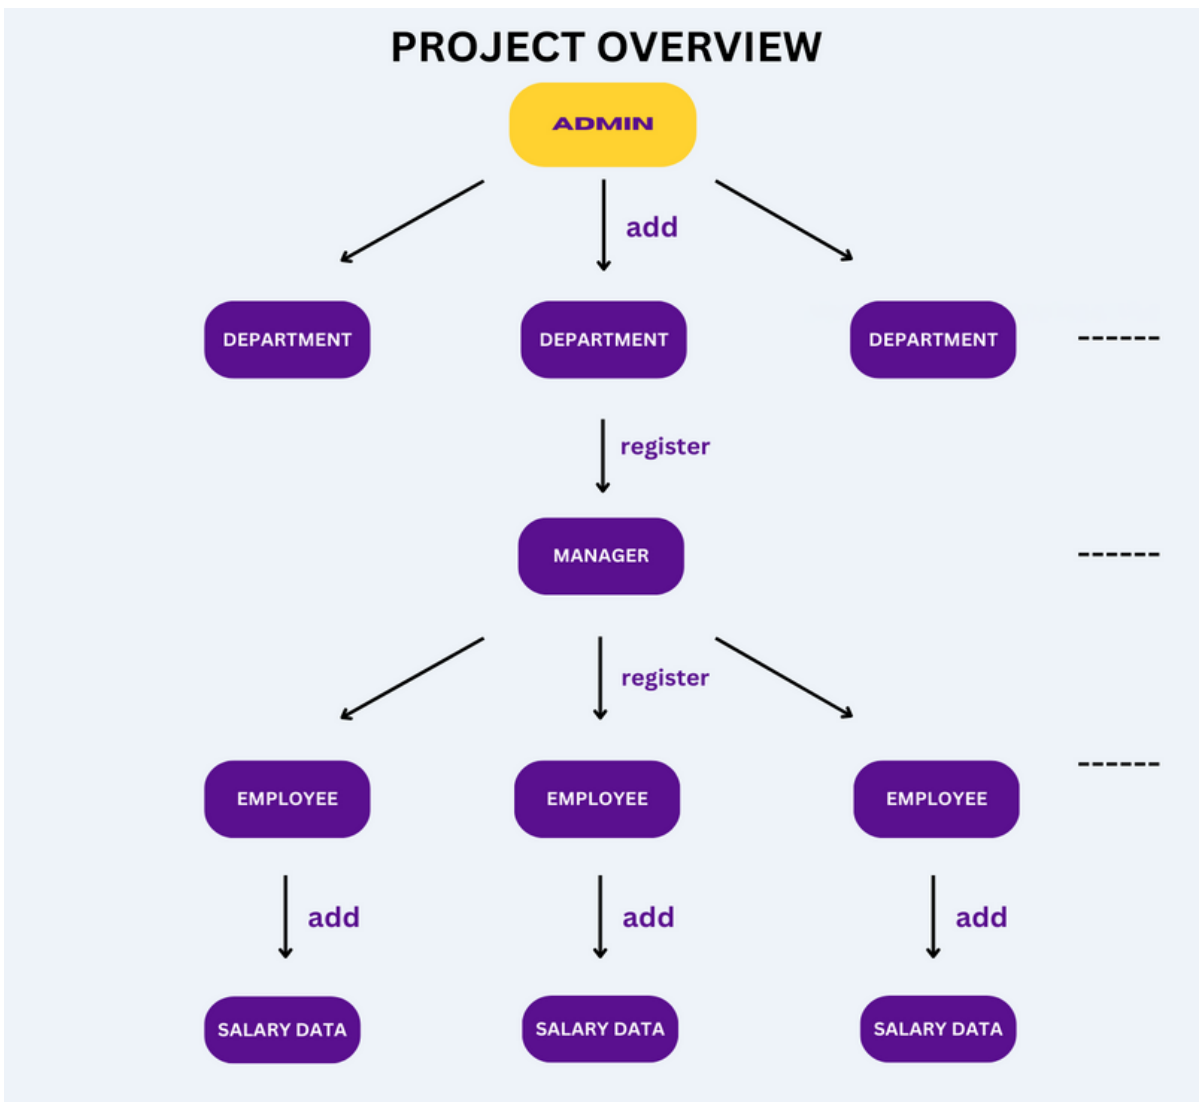 PROJECT OVERVIEW
ADMIN
add
DEPARTMENT
DEPARTMENT
DEPARTMENT
------
register
MANAGER
------
register
------
EMPLOYEE
EMPLOYEE
EMPLOYEE
add
add
add
SALARY DATA
SALARY DATA
SALARY DATA